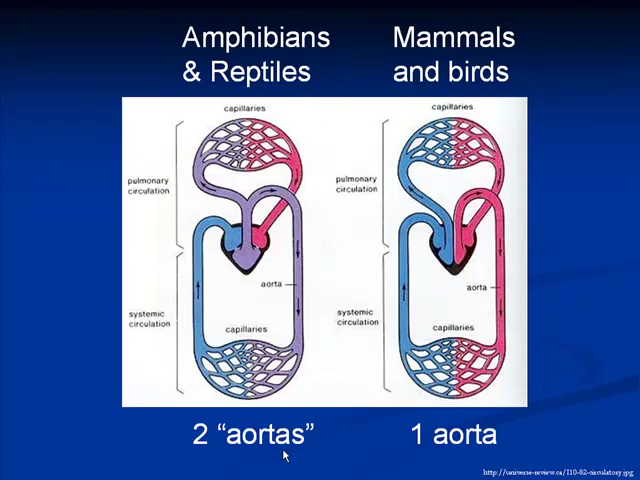 Amphibians
& Reptiles
Mammals
and birds
capillaries
pulmonary
circulation
aorta
systemic
circulation
capillaries
capillaries
pulmonary
circulation
aorta
systemic
circulation
capillaries
2 “aortas”
1 aorta
http://universe-review.ca/I10-82-circulatory.jpg